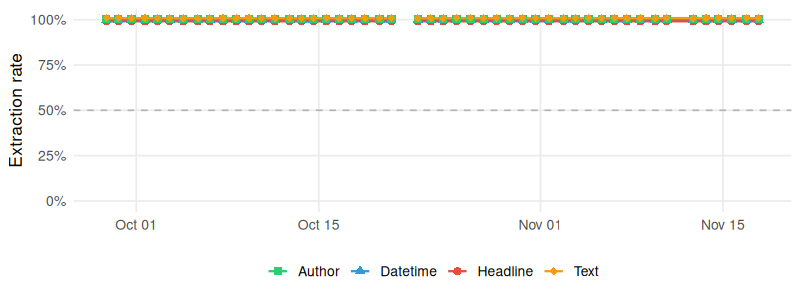 Extraction rate
100%
75%
50%
25%
0%
Oct 01 Oct 15 Nov 01 Nov 15
Author Datetime Headline Text